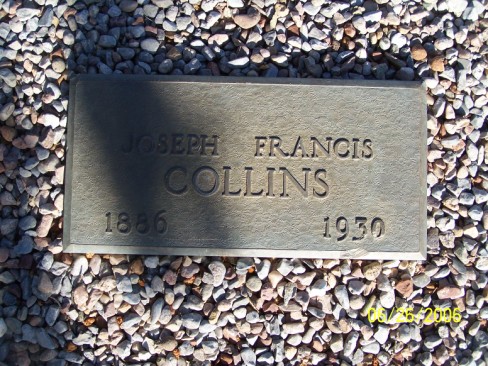 JOSEPH FRANCIS
COLLINS
1886 1930
06/26/2006